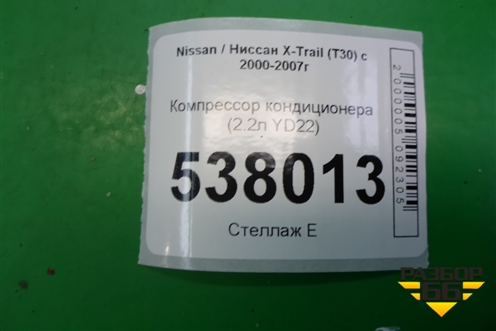 Nissan / Ниссан X-Trail (T30) с
2000-2007г
Компрессор кондиционера
(2.2л YD22)
538013
Стеллаж Е
2000005092305
РАЗБОР
66